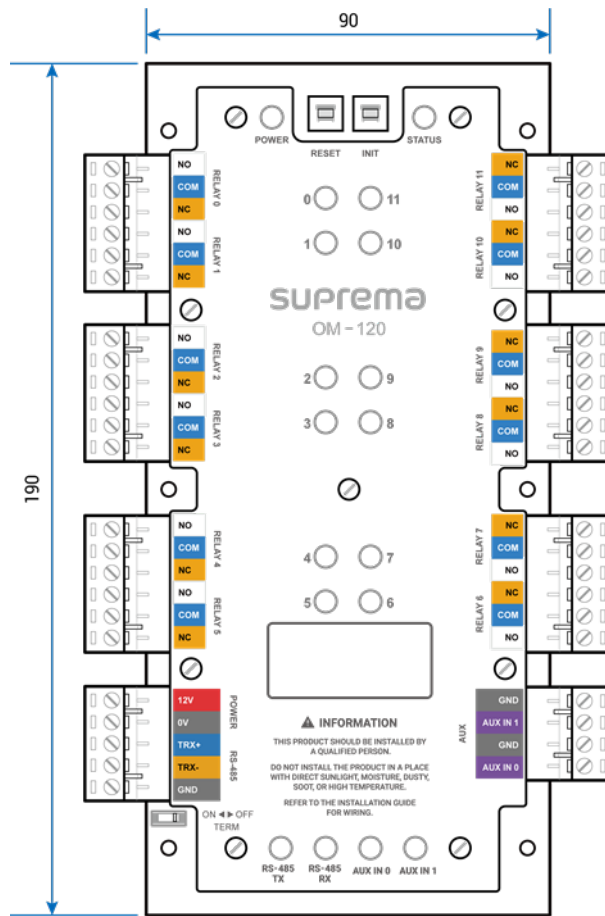 90
190
POWER
STATUS
RESET
INIT
NO
COM
NC
RELAY 0
NO
COM
NC
RELAY 1
NC
COM
NO
RELAY 11
NC
COM
NO
RELAY 10
0
11
1
10
suprema
OM-120
NO
COM
NC
RELAY 2
NO
COM
NC
RELAY 3
NC
COM
NO
RELAY 9
NC
COM
NO
RELAY 8
2
9
3
8
NO
COM
NC
RELAY 4
NO
COM
NC
RELAY 5
NC
COM
NO
RELAY 7
NC
COM
NO
RELAY 6
4
7
5
6
12V
0V
POWER
TRX+
TRX-
GND
RS-485
GND
AUX IN 1
GND
AUX IN 0
AUX
INFORMATION
THIS PRODUCT SHOULD BE INSTALLED BY
A QUALIFIED PERSON.
DO NOT INSTALL THE PRODUCT IN A PLACE
WITH DIRECT SUNLIGHT, MOISTURE, DUSTY,
SOOT, OR HIGH TEMPERATURE.
REFER TO THE INSTALLATION GUIDE
FOR WIRING.
ON ◄► OFF
TERM
RS-485
TX
RS-485
RX
AUX IN 0
AUX IN 1